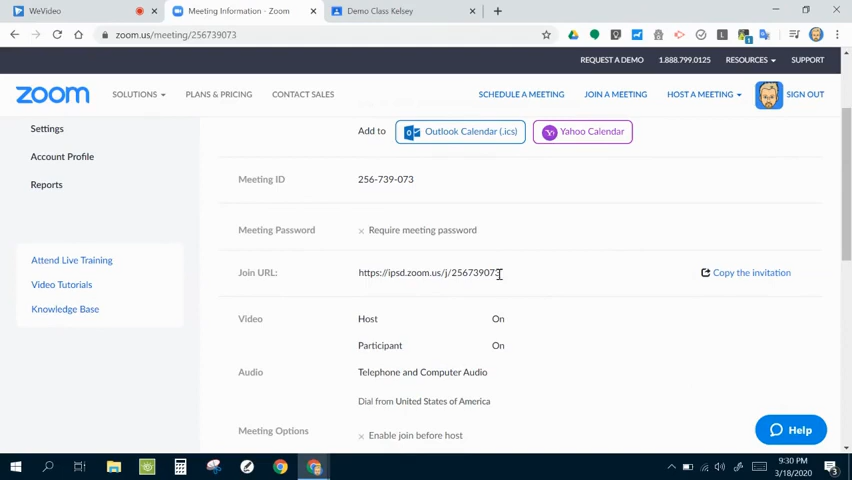 WeVideo
Meeting Information - Zoom
Demo Class Kelsey
zoom.us/meeting/256739073
REQUEST A DEMO 1.888.799.0125 RESOURCES SUPPORT
zoom SOLUTIONS PLANS & PRICING CONTACT SALES SCHEDULE A MEETING JOIN A MEETING HOST A MEETING SIGN OUT
Settings
Account Profile
Reports
Attend Live Training
Video Tutorials
Knowledge Base
Add to Outlook Calendar (.ics) Yahoo Calendar
Meeting ID 256-739-073
Meeting Password Require meeting password
Join URL: https://ipsd.zoom.us/j/256739073 Copy the invitation
Video Host On
Participant On
Audio Telephone and Computer Audio
Dial from United States of America
Meeting Options Enable join before host
Help
9:30 PM
3/18/2020